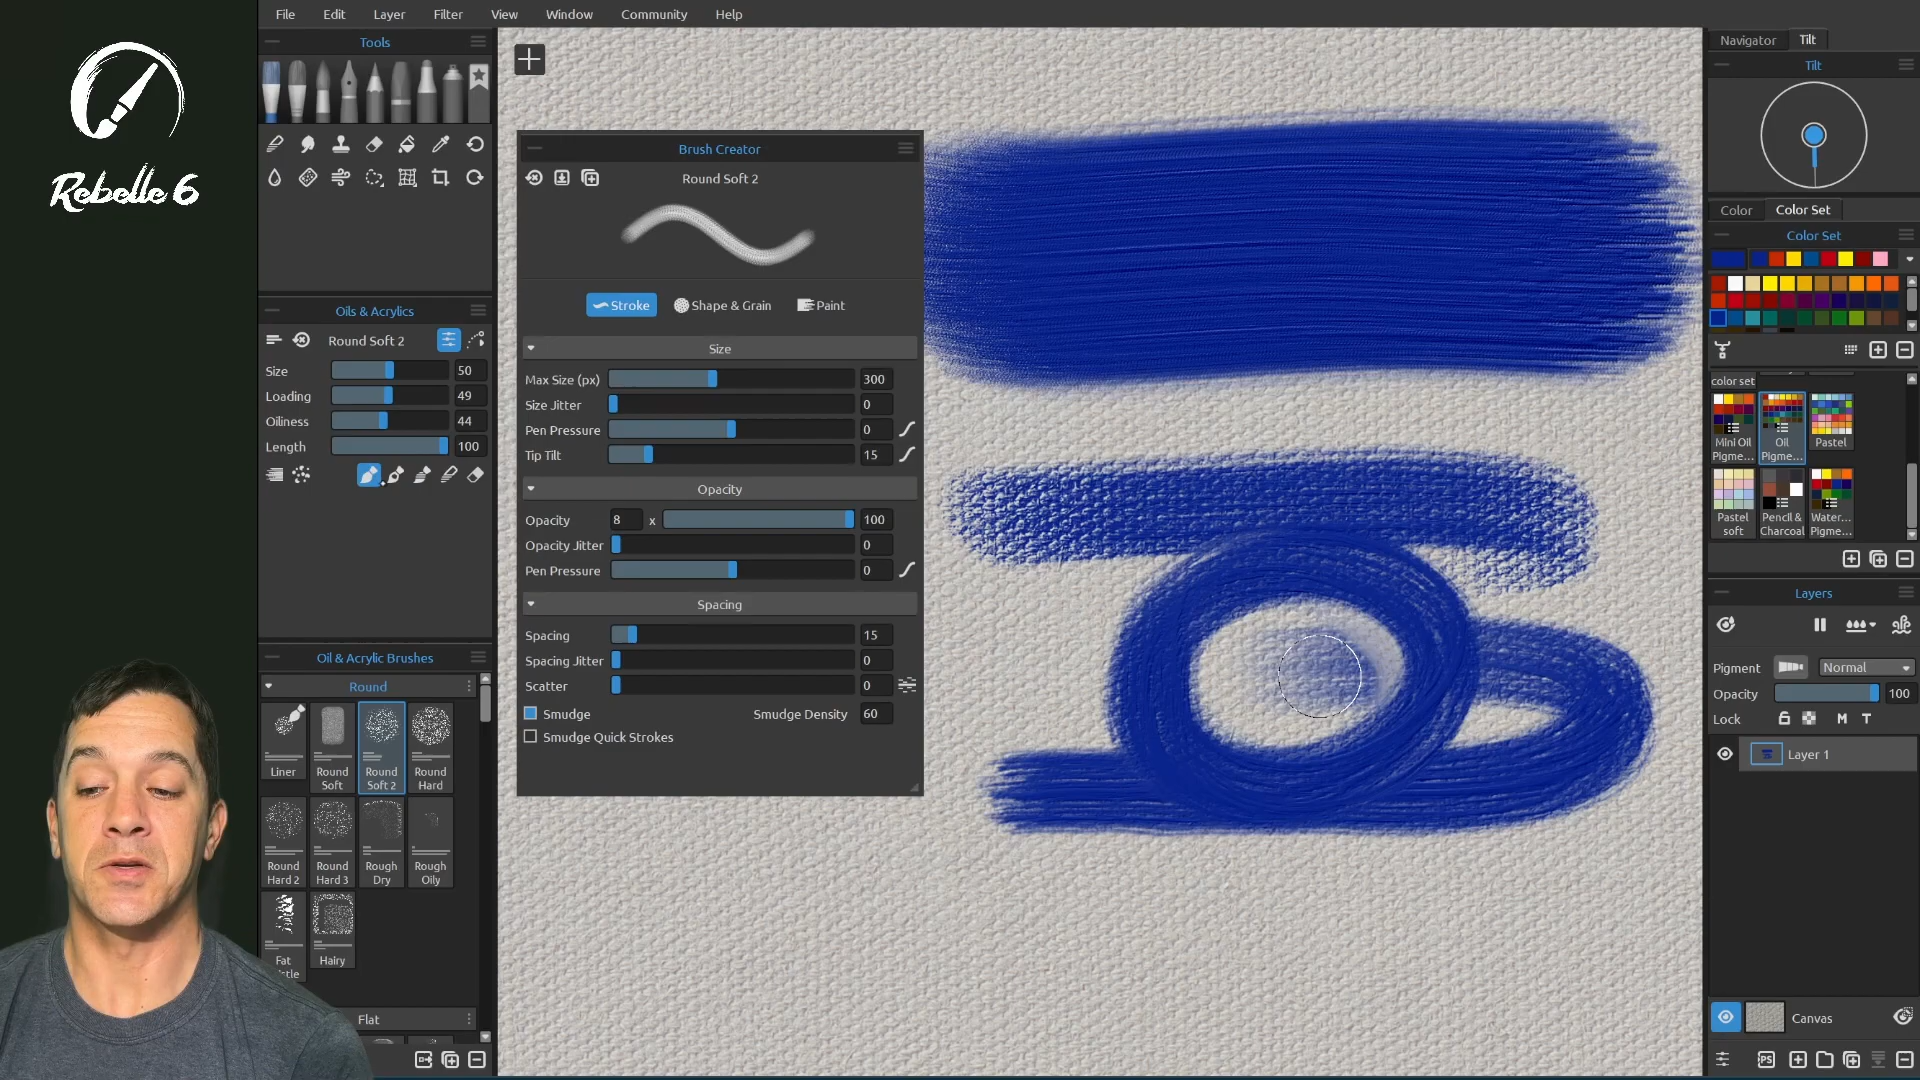 Rebelle 6
File Edit Layer Filter View Window Community Help
Tools
Oils & Acrylics
Round Soft 2
Size 50
Loading 49
Oiliness 44
Length 100
Oil & Acrylic Brushes
Round
Liner Round Soft Round Soft 2 Round Hard
Round Hard 2 Round Hard 3 Rough Dry Rough Oily
Fat Hairy
Flat
Brush Creator
Round Soft 2
Stroke Shape & Grain Paint
Size
Max Size (px) 300
Size Jitter 0
Pen Pressure 0
Tip Tilt 15
Opacity
Opacity 8 x 100
Opacity Jitter 0
Pen Pressure 0
Spacing
Spacing 15
Spacing Jitter 0
Scatter 0
Smudge Smudge Density 60
Smudge Quick Strokes
Navigator Tilt
Tilt
Color Color Set
Color Set
color set
Mini Oil Pigme... Oil Pigme... Pastel
Pastel soft Pencil & Charcoal Water... Pigme...
Layers
Pigment Normal
Opacity 100
Lock M T
Layer 1
Canvas
PS